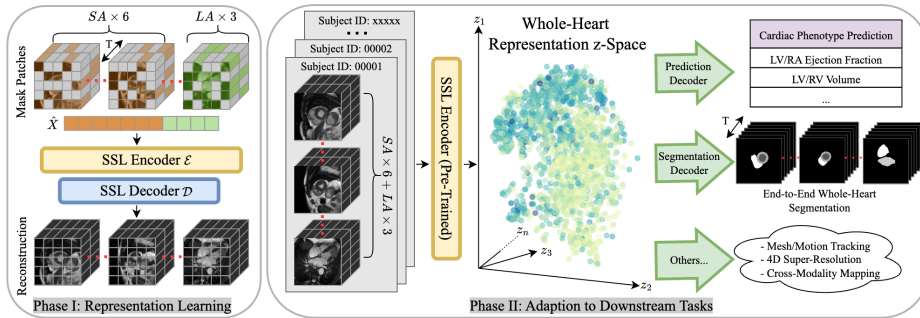 SA × 6
LA × 3
T
Mask Patches
X̂
SSL Encoder ℰ
SSL Decoder 𝒟
Reconstruction
Phase I: Representation Learning
Subject ID: xxxxx
...
Subject ID: 00002
Subject ID: 00001
SA × 6 + LA × 3
SSL Encoder (Pre-Trained)
Whole-Heart
Representation z-Space
z₁
zₙ
z₃
z₂
Prediction
Decoder
Cardiac Phenotype Prediction
LV/RA Ejection Fraction
LV/RV Volume
...
Segmentation
Decoder
T
End-to-End Whole-Heart
Segmentation
Others...
- Mesh/Motion Tracking
- 4D Super-Resolution
- Cross-Modality Mapping
Phase II: Adaption to Downstream Tasks